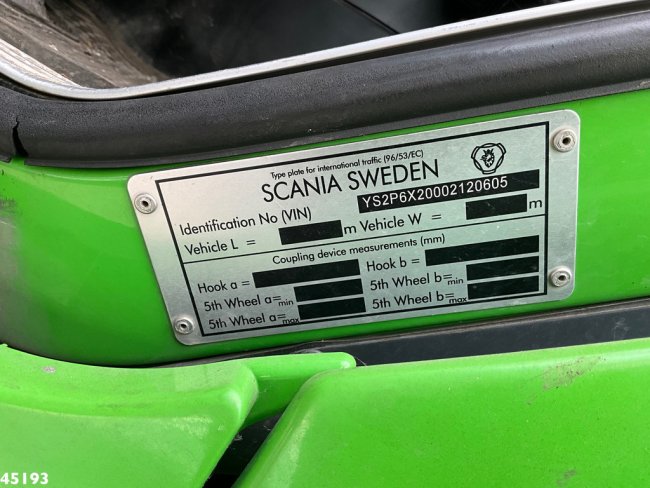 Type plate for international traffic (96/53/EC)
SCANIA SWEDEN
Identification No (VIN) YS2P6X20002120605
Vehicle L = m Vehicle W = m
Coupling device measurements (mm)
Hook a = Hook b =
5th Wheel a=min 5th Wheel b=min
5th Wheel a=max 5th Wheel b=max
45193